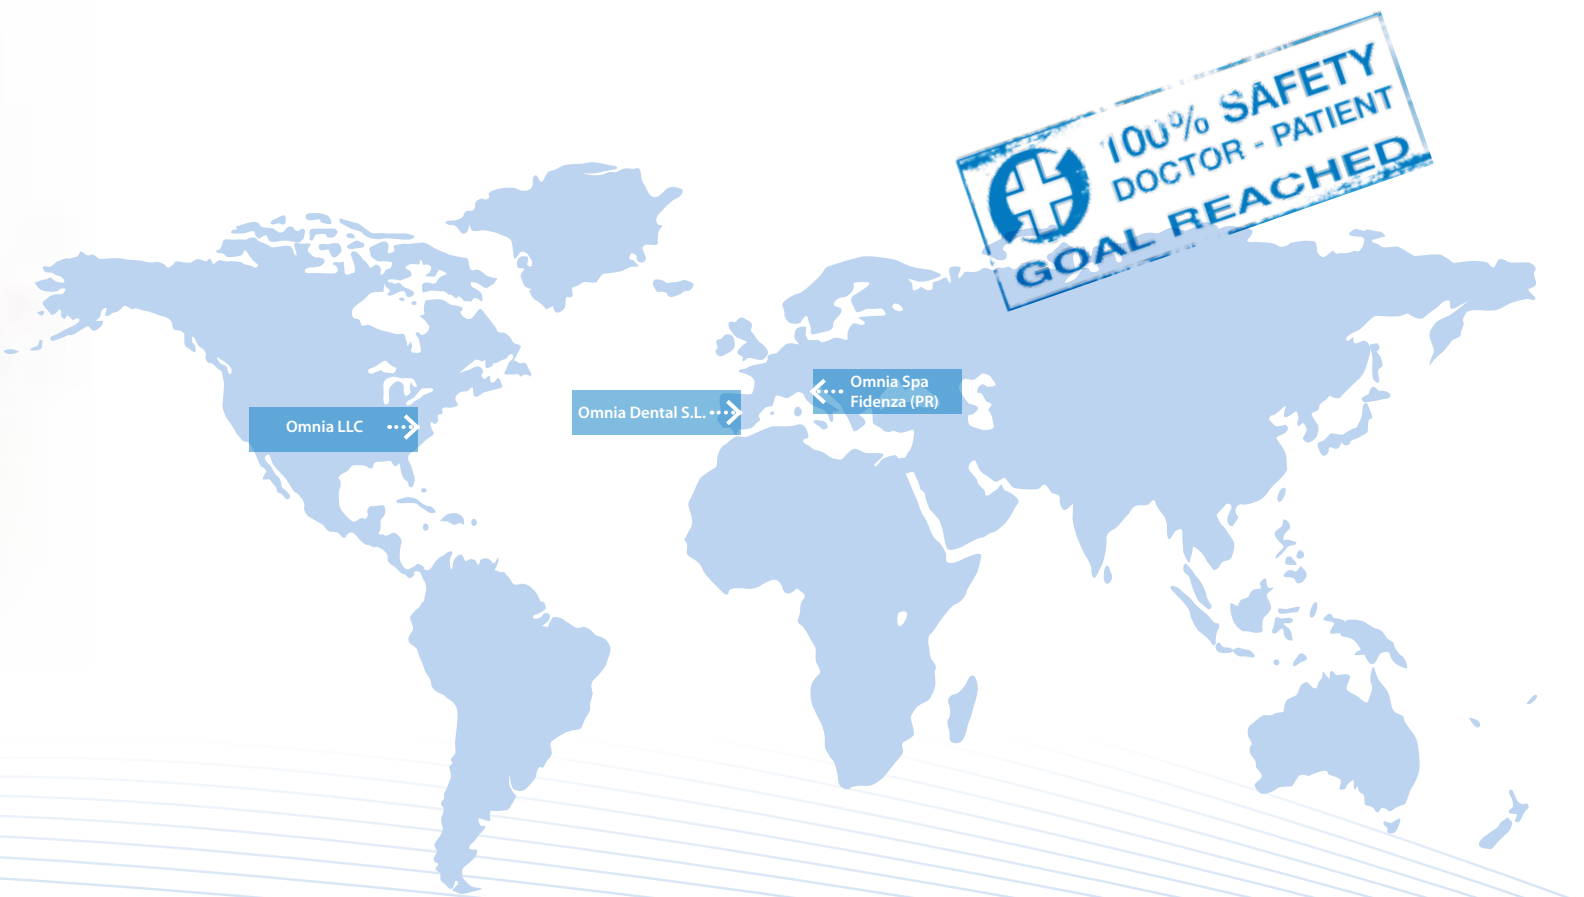 100% SAFETY
DOCTOR - PATIENT
GOAL REACHED
Omnia Spa
Fidenza (PR)
Omnia Dental S.L.
Omnia LLC